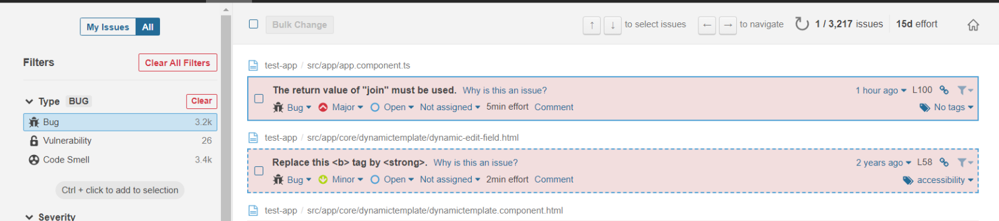 My Issues All
Bulk Change
↑ ↓ to select issues ← → to navigate 1 / 3,217 issues 15d effort
Filters
Clear All Filters
Type BUG Clear
Bug 3.2k
Vulnerability 26
Code Smell 3.4k
Ctrl + click to add to selection
Severity
test-app / src/app/app.component.ts
The return value of "join" must be used. Why is this an issue? 1 hour ago L100
Bug Major Open Not assigned 5min effort Comment No tags
test-app / src/app/core/dynamictemplate/dynamic-edit-field.html
Replace this <b> tag by <strong>. Why is this an issue? 2 years ago L58
Bug Minor Open Not assigned 2min effort Comment accessibility
test-app / src/app/core/dynamictemplate/dynamictemplate.component.html